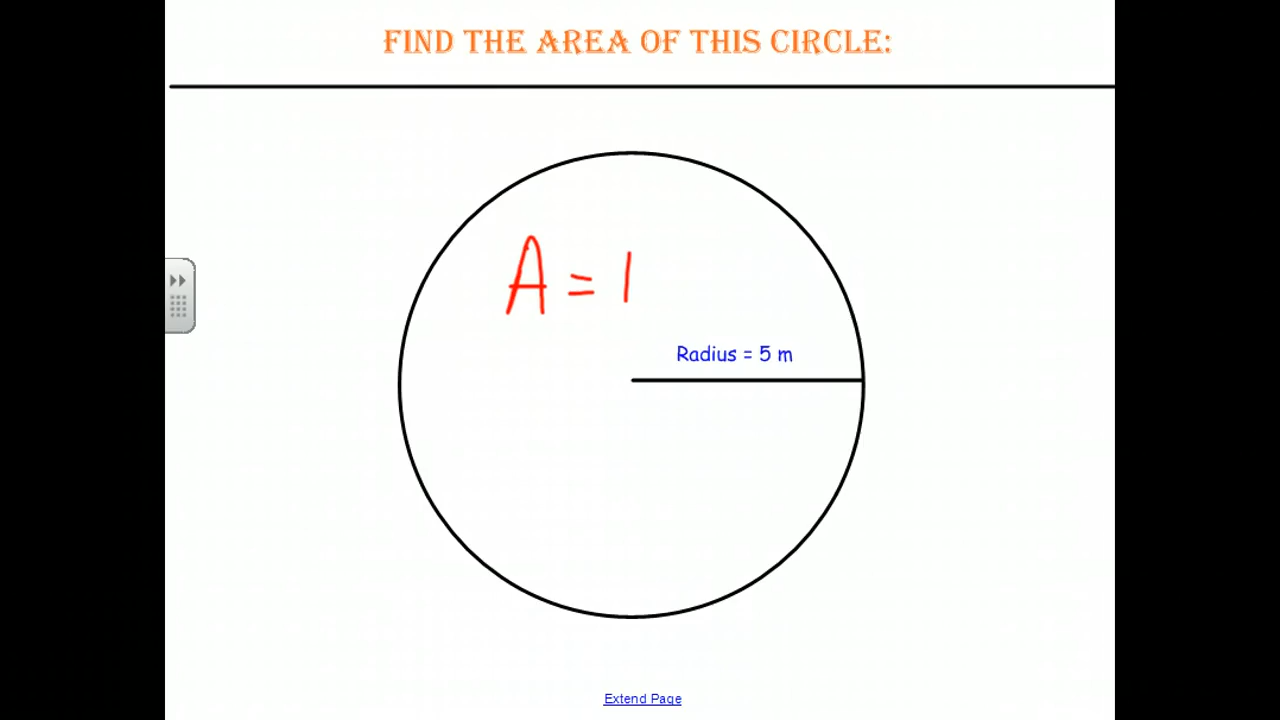 FIND THE AREA OF THIS CIRCLE:
A = 1
Radius = 5 m
Extend Page